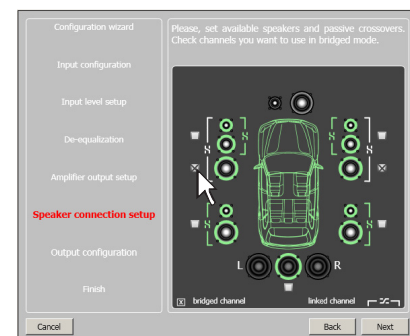 Configuration wizard
Please, set available speakers and passive crossovers.
Check channels you want to use in bridged mode.
Input configuration
Input level setup
De-equalization
Amplifier output setup
Speaker connection setup
Output configuration
Finish
L
R
x bridged channel
linked channel
Cancel
Back
Next